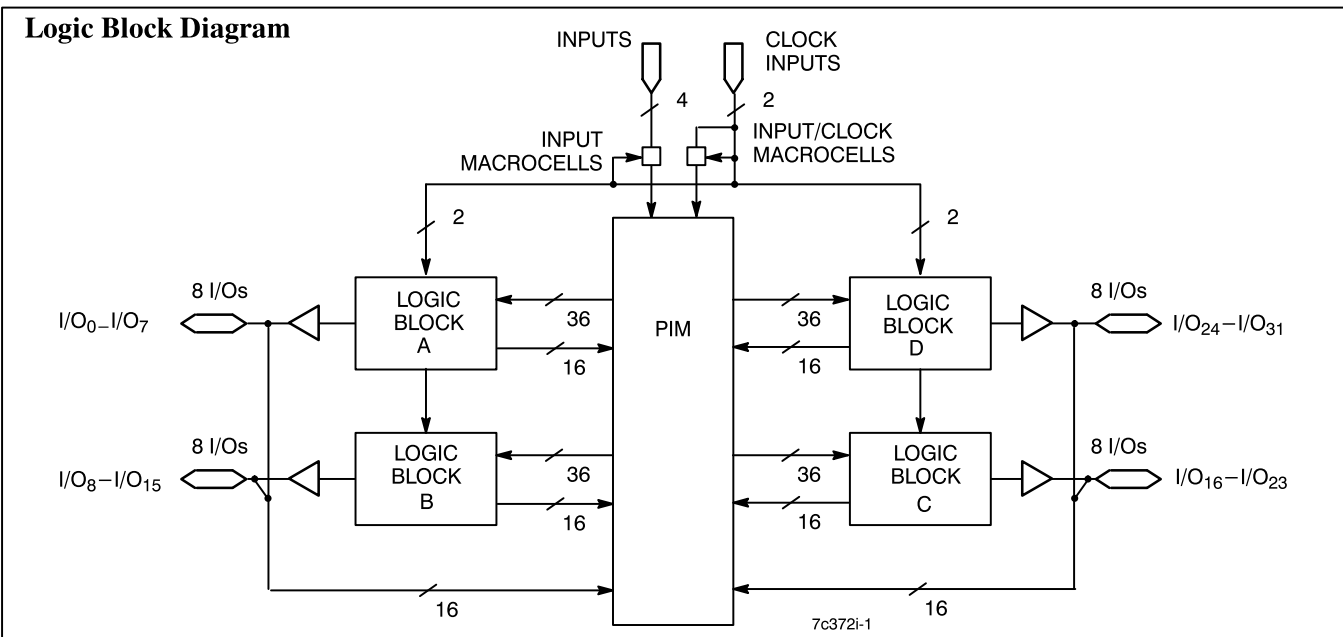 Logic Block Diagram
INPUTS
CLOCK
INPUTS
4
2
INPUT
MACROCELLS
INPUT/CLOCK
MACROCELLS
2
2
8 I/Os
I/O0–I/O7
LOGIC
BLOCK
A
36
16
PIM
36
16
LOGIC
BLOCK
D
8 I/Os
I/O24–I/O31
8 I/Os
I/O8–I/O15
LOGIC
BLOCK
B
36
16
36
16
LOGIC
BLOCK
C
8 I/Os
I/O16–I/O23
16
16
7c372i-1